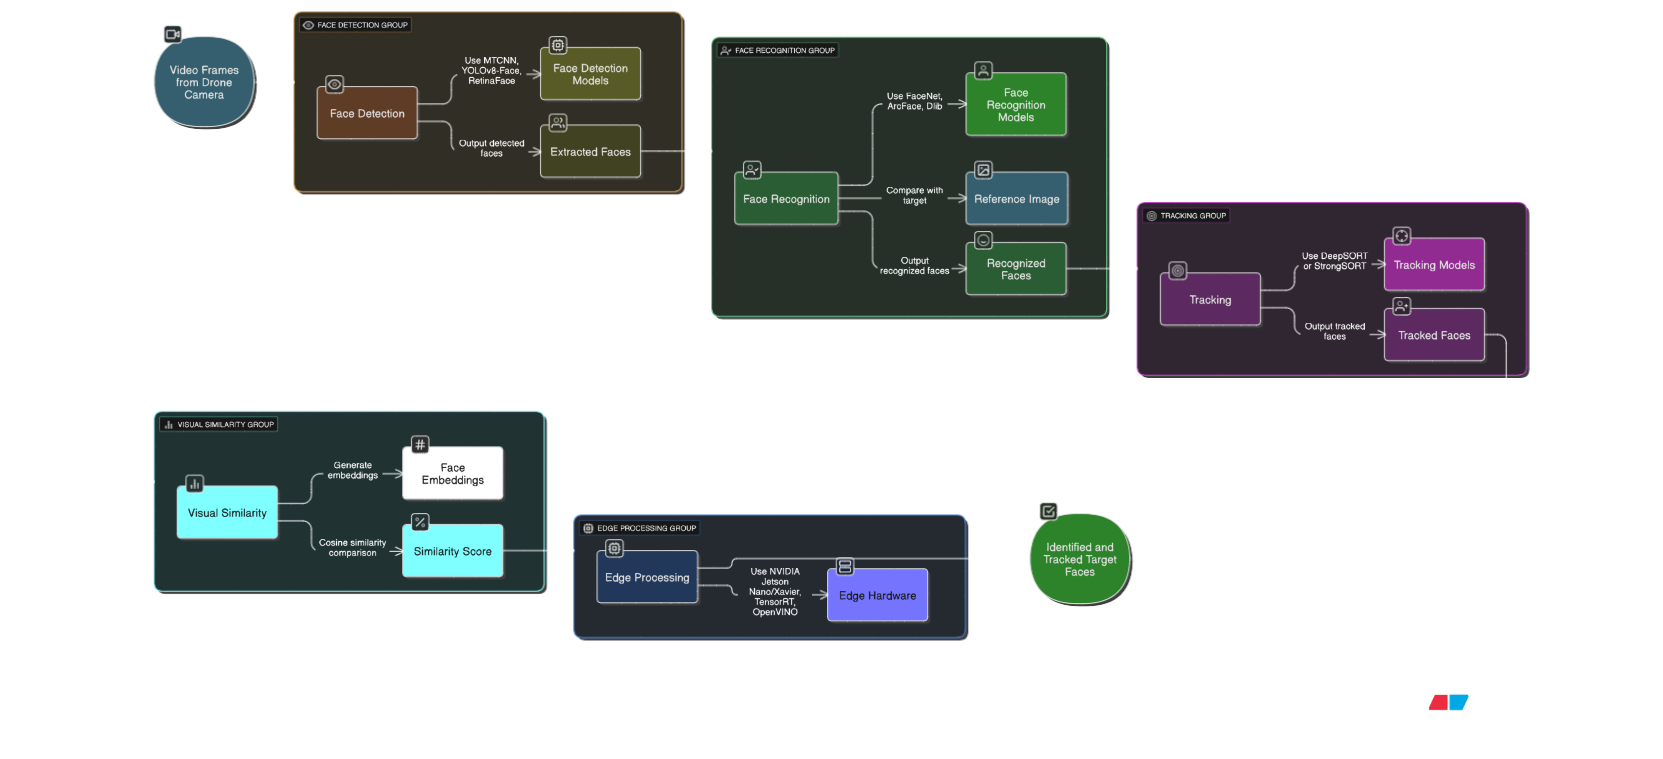 Video Frames
from Drone
Camera
FACE DETECTION GROUP
Face Detection
Use MTCNN,
YOLOv8-Face,
RetinaFace
Face Detection
Models
Output detected
faces
Extracted Faces
FACE RECOGNITION GROUP
Face Recognition
Use FaceNet,
ArcFace, Dlib
Face
Recognition
Models
Compare with
target
Reference Image
Output
recognized faces
Recognized
Faces
TRACKING GROUP
Tracking
Use DeepSORT
or StrongSORT
Tracking Models
Output tracked
faces
Tracked Faces
VISUAL SIMILARITY GROUP
Visual Similarity
Generate
embeddings
Face
Embeddings
Cosine similarity
comparison
Similarity Score
EDGE PROCESSING GROUP
Edge Processing
Use NVIDIA
Jetson
Nano/Xavier,
TensorRT,
OpenVINO
Edge Hardware
Identified and
Tracked Target
Faces